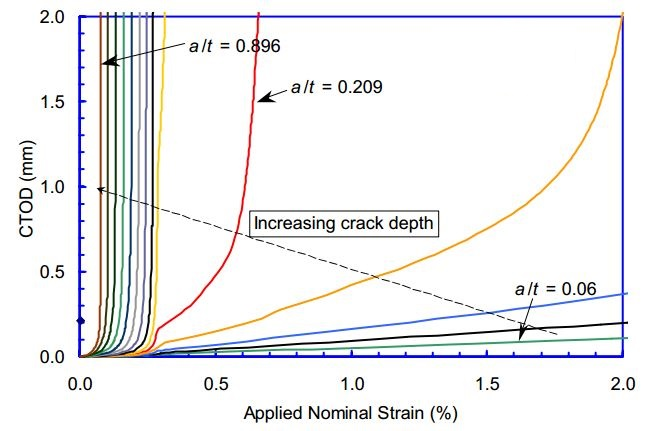 2.0
a/t = 0.896
1.5
a/t = 0.209
CTOD (mm)
1.0
Increasing crack depth
0.5
a/t = 0.06
0.0
0.0 0.5 1.0 1.5 2.0
Applied Nominal Strain (%)